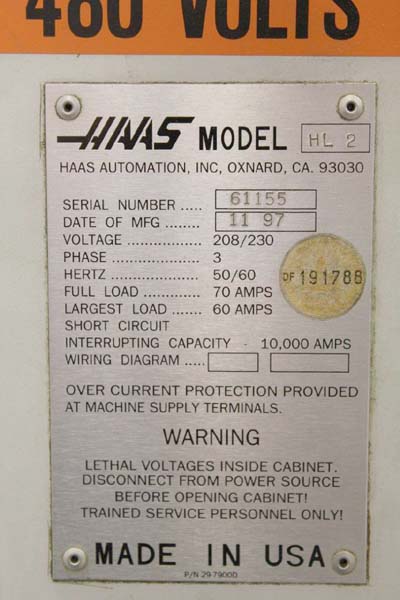 480 VOLTS
HAAS MODEL HL 2
HAAS AUTOMATION, INC, OXNARD, CA. 93030
SERIAL NUMBER ..... 61155
DATE OF MFG ........ 11 97
VOLTAGE ................. 208/230
PHASE .................... 3
HERTZ .................... 50/60
FULL LOAD ............. 70 AMPS
LARGEST LOAD ....... 60 AMPS
SHORT CIRCUIT
INTERRUPTING CAPACITY - 10,000 AMPS
WIRING DIAGRAM .....
DF 191788
OVER CURRENT PROTECTION PROVIDED
AT MACHINE SUPPLY TERMINALS.
WARNING
LETHAL VOLTAGES INSIDE CABINET.
DISCONNECT FROM POWER SOURCE
BEFORE OPENING CABINET!
TRAINED SERVICE PERSONNEL ONLY!
MADE IN USA
P/N 29-7900D